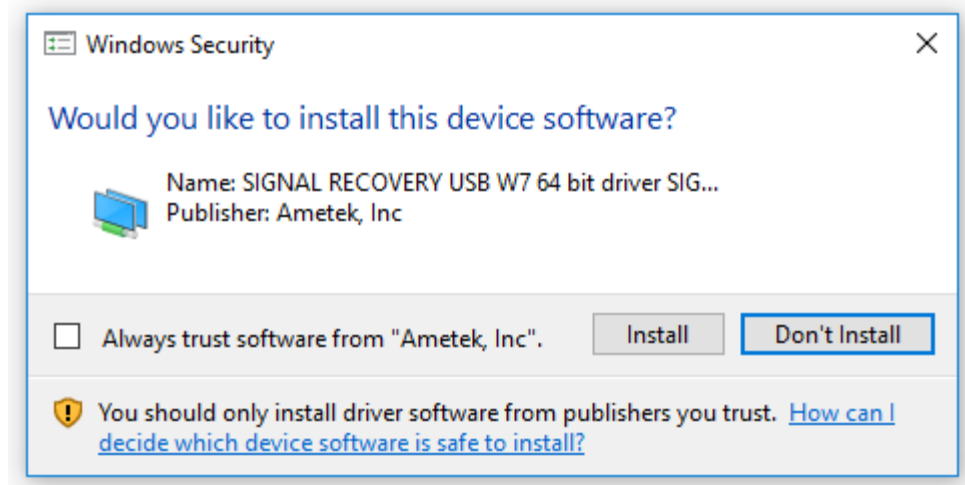 Windows Security
Would you like to install this device software?
Name: SIGNAL RECOVERY USB W7 64 bit driver SIG...
Publisher: Ametek, Inc
Always trust software from "Ametek, Inc".
Install
Don't Install
You should only install driver software from publishers you trust. How can I
decide which device software is safe to install?